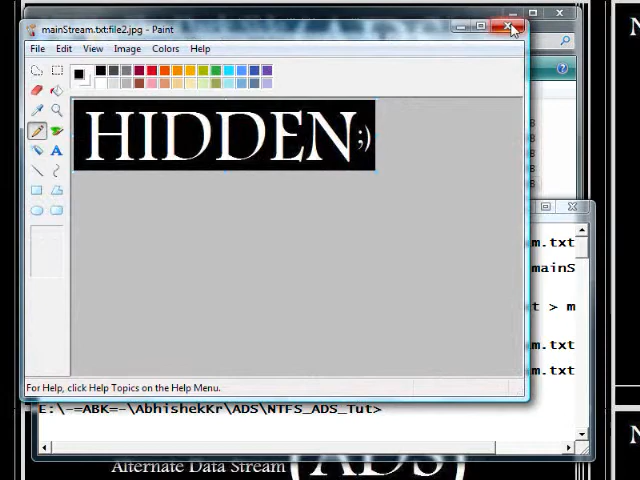 mainStream.txt:file2.jpg - Paint
File Edit View Image Colors Help
HIDDEN;)
m.txt
mainS
t > m
m.txt
m.txt
For Help, click Help Topics on the Help Menu.
E:\-=ABK=-\AbhishekKr\ADS\NTFS_ADS_Tut>
Alternate Data Stream (ADS)